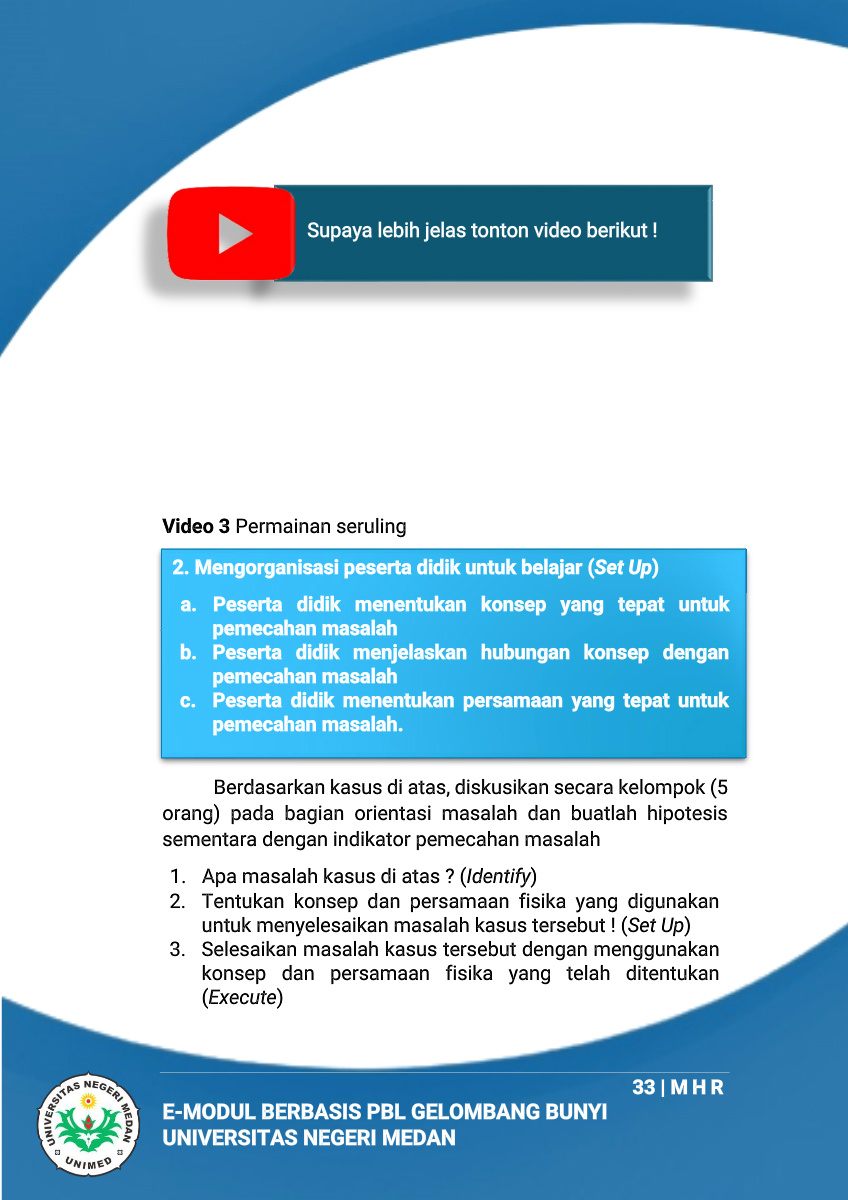 Supaya lebih jelas tonton video berikut !
Video 3 Permainan seruling
2. Mengorganisasi peserta didik untuk belajar (Set Up)
a. Peserta didik menentukan konsep yang tepat untuk
pemecahan masalah
b. Peserta didik menjelaskan hubungan konsep dengan
pemecahan masalah
c. Peserta didik menentukan persamaan yang tepat untuk
pemecahan masalah.
Berdasarkan kasus di atas, diskusikan secara kelompok (5
orang) pada bagian orientasi masalah dan buatlah hipotesis
sementara dengan indikator pemecahan masalah
1. Apa masalah kasus di atas ? (Identify)
2. Tentukan konsep dan persamaan fisika yang digunakan
untuk menyelesaikan masalah kasus tersebut ! (Set Up)
3. Selesaikan masalah kasus tersebut dengan menggunakan
konsep dan persamaan fisika yang telah ditentukan
(Execute)
33 | M H R
E-MODUL BERBASIS PBL GELOMBANG BUNYI
UNIVERSITAS NEGERI MEDAN
UNIVERSITAS NEGERI MEDAN
UNIMED